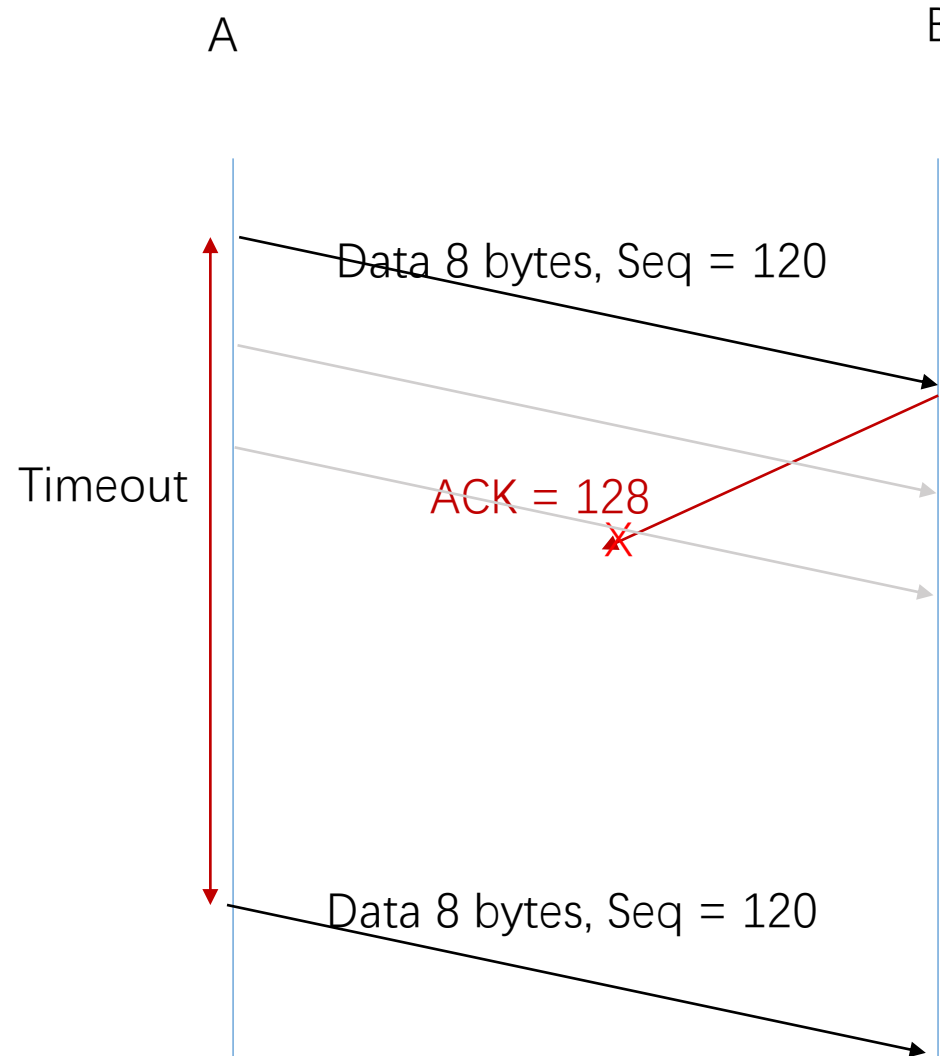 A
Data 8 bytes, Seq = 120
Timeout
ACK = 128
X
Data 8 bytes, Seq = 120